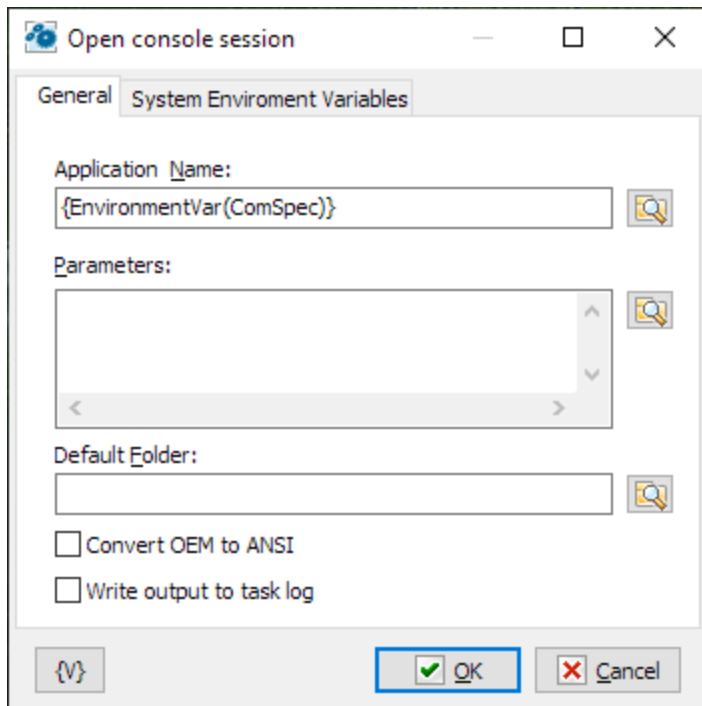 Open console session
General System Enviroment Variables
Application Name:
{EnvironmentVar(ComSpec)}
Parameters:
Default Folder:
Convert OEM to ANSI
Write output to task log
{V} OK Cancel